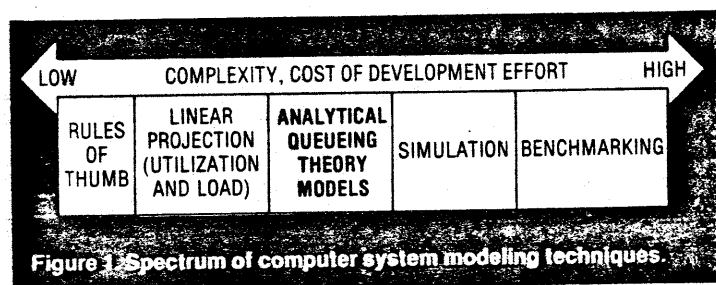 LOW COMPLEXITY, COST OF DEVELOPMENT EFFORT HIGH
RULES
OF
THUMB
LINEAR
PROJECTION
(UTILIZATION
AND LOAD)
ANALYTICAL
QUEUEING
THEORY
MODELS
SIMULATION
BENCHMARKING
Figure 1. Spectrum of computer system modeling techniques.